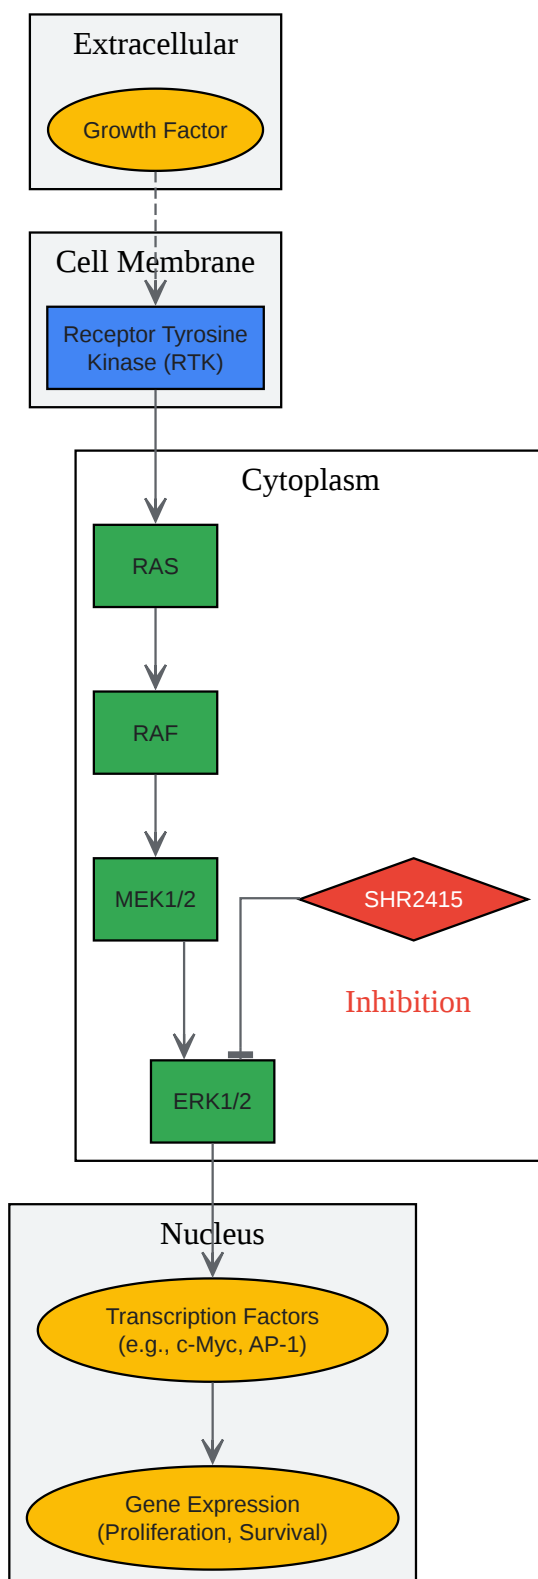 Extracellular
Growth Factor
Cell Membrane
Receptor Tyrosine
Kinase (RTK)
Cytoplasm
RAS
RAF
MEK1/2
SHR2415
Inhibition
ERK1/2
Nucleus
Transcription Factors
(e.g., c-Myc, AP-1)
Gene Expression
(Proliferation, Survival)